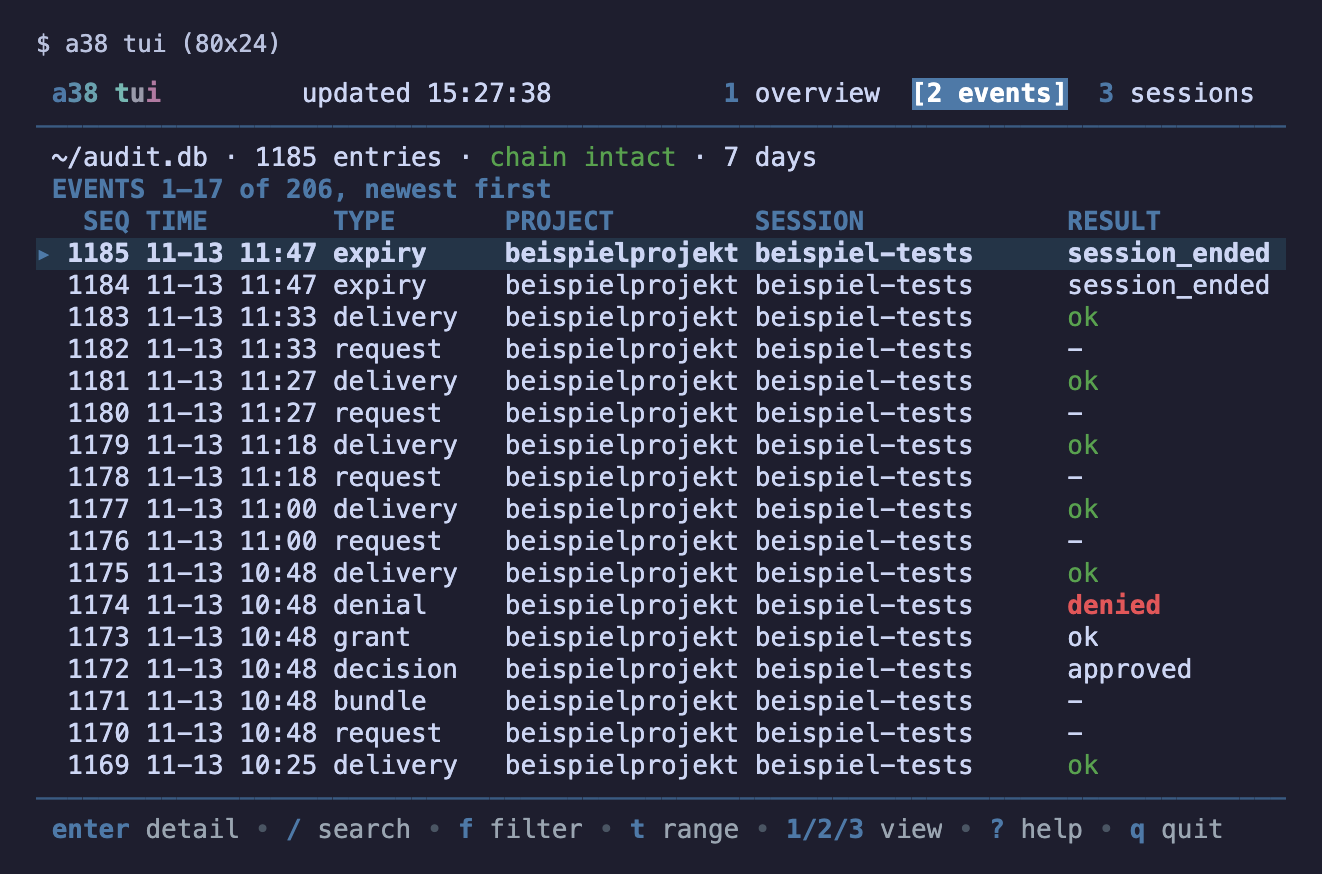 $ a38 tui (80x24)
a38 tui updated 15:27:38 1 overview [2 events] 3 sessions
~/audit.db · 1185 entries · chain intact · 7 days
EVENTS 1–17 of 206, newest first
SEQ TIME TYPE PROJECT SESSION RESULT
▸ 1185 11-13 11:47 expiry beispielprojekt beispiel-tests session_ended
1184 11-13 11:47 expiry beispielprojekt beispiel-tests session_ended
1183 11-13 11:33 delivery beispielprojekt beispiel-tests ok
1182 11-13 11:33 request beispielprojekt beispiel-tests –
1181 11-13 11:27 delivery beispielprojekt beispiel-tests ok
1180 11-13 11:27 request beispielprojekt beispiel-tests –
1179 11-13 11:18 delivery beispielprojekt beispiel-tests ok
1178 11-13 11:18 request beispielprojekt beispiel-tests –
1177 11-13 11:00 delivery beispielprojekt beispiel-tests ok
1176 11-13 11:00 request beispielprojekt beispiel-tests –
1175 11-13 10:48 delivery beispielprojekt beispiel-tests ok
1174 11-13 10:48 denial beispielprojekt beispiel-tests denied
1173 11-13 10:48 grant beispielprojekt beispiel-tests ok
1172 11-13 10:48 decision beispielprojekt beispiel-tests approved
1171 11-13 10:48 bundle beispielprojekt beispiel-tests –
1170 11-13 10:48 request beispielprojekt beispiel-tests –
1169 11-13 10:25 delivery beispielprojekt beispiel-tests ok
enter detail • / search • f filter • t range • 1/2/3 view • ? help • q quit